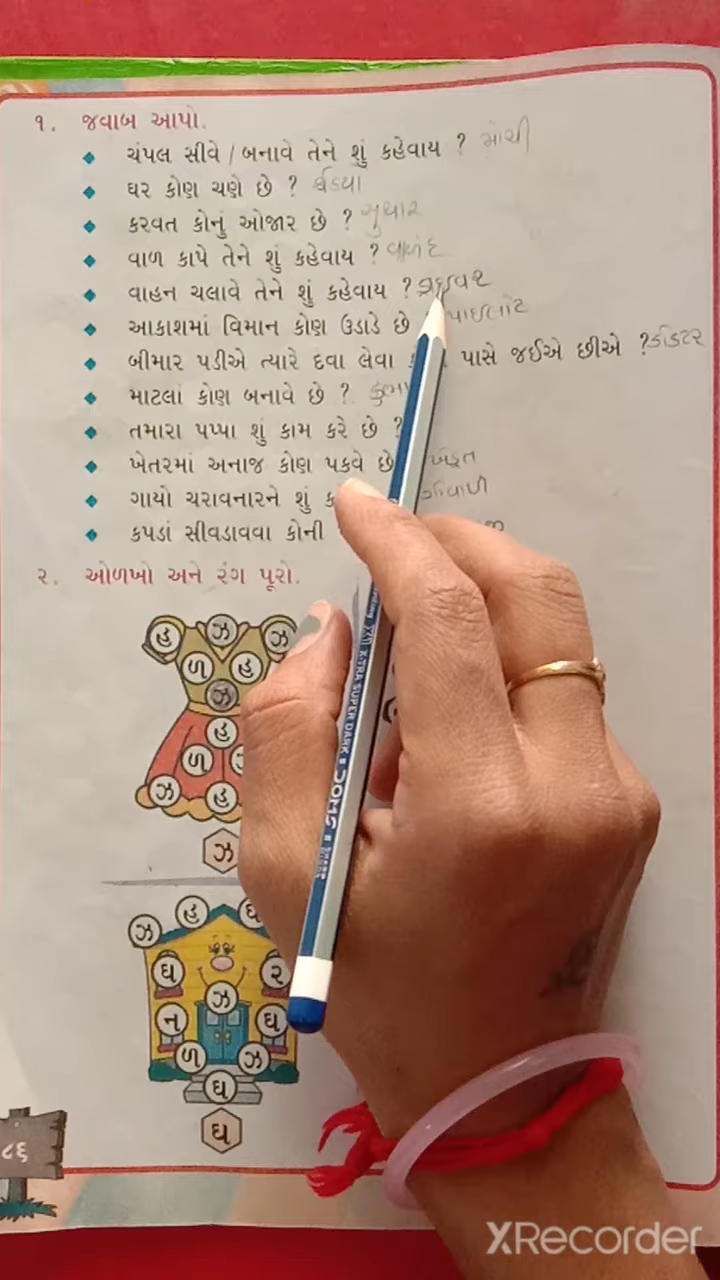 ૧. જવાબ આપો.
ચંપલ સીવે / બનાવે તેને શું કહેવાય ? મોચી
ઘર કોણ ચણે છે ? કડિયા
કરવત કોનું ઓજાર છે ? સુથાર
વાળ કાપે તેને શું કહેવાય ? વાળંદ
વાહન ચલાવે તેને શું કહેવાય ? ડ્રાઇવર
આકાશમાં વિમાન કોણ ઉડાડે છે પાઇલોટ
બીમાર પડીએ ત્યારે દવા લેવા પાસે જઈએ છીએ ? ડૉક્ટર
માટલાં કોણ બનાવે છે ? કુંભા
તમારા પપ્પા શું કામ કરે છે ?
ખેતરમાં અનાજ કોણ પકવે છે ખેડૂત
ગાયો ચરાવનારને શું ગોવાળ
કપડાં સીવડાવવા કોની
૨. ઓળખો અને રંગ પૂરો.
હ ઝ ઝ
ળ હ
ઝ
હ
ળ
ઝ હ
ઝ
ઝ હ ઘ
ઘ ર
ઝ
ન ઘ
ળ ઝ
ઘ
ઘ
૮૬
XRecorder